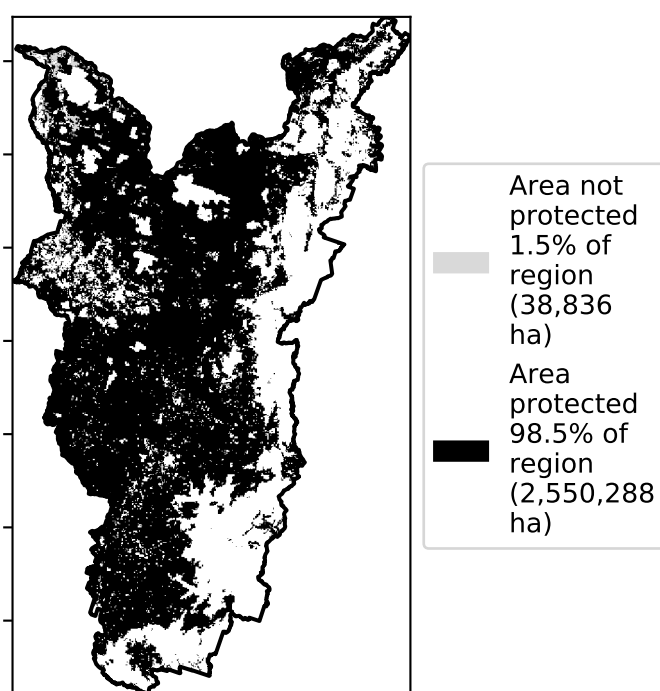 Area not
protected
1.5% of
region
(38,836
ha)
Area
protected
98.5% of
region
(2,550,288
ha)